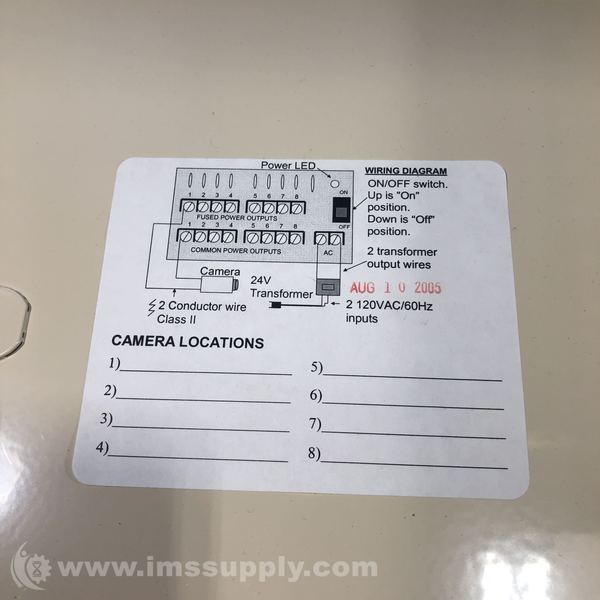 Power LED
WIRING DIAGRAM
ON/OFF switch.
Up is "On"
position.
Down is "Off"
position.
1 2 3 4 5 6 7 8
ON
FUSED POWER OUTPUTS
OFF
1 2 3 4 5 6 7 8
COMMON POWER OUTPUTS
AC
2 transformer
output wires
Camera
24V
Transformer
AUG 10 2005
2 Conductor wire
Class II
2 120VAC/60Hz
inputs
CAMERA LOCATIONS
1)
2)
3)
4)
5)
6)
7)
8)
www.imssupply.com